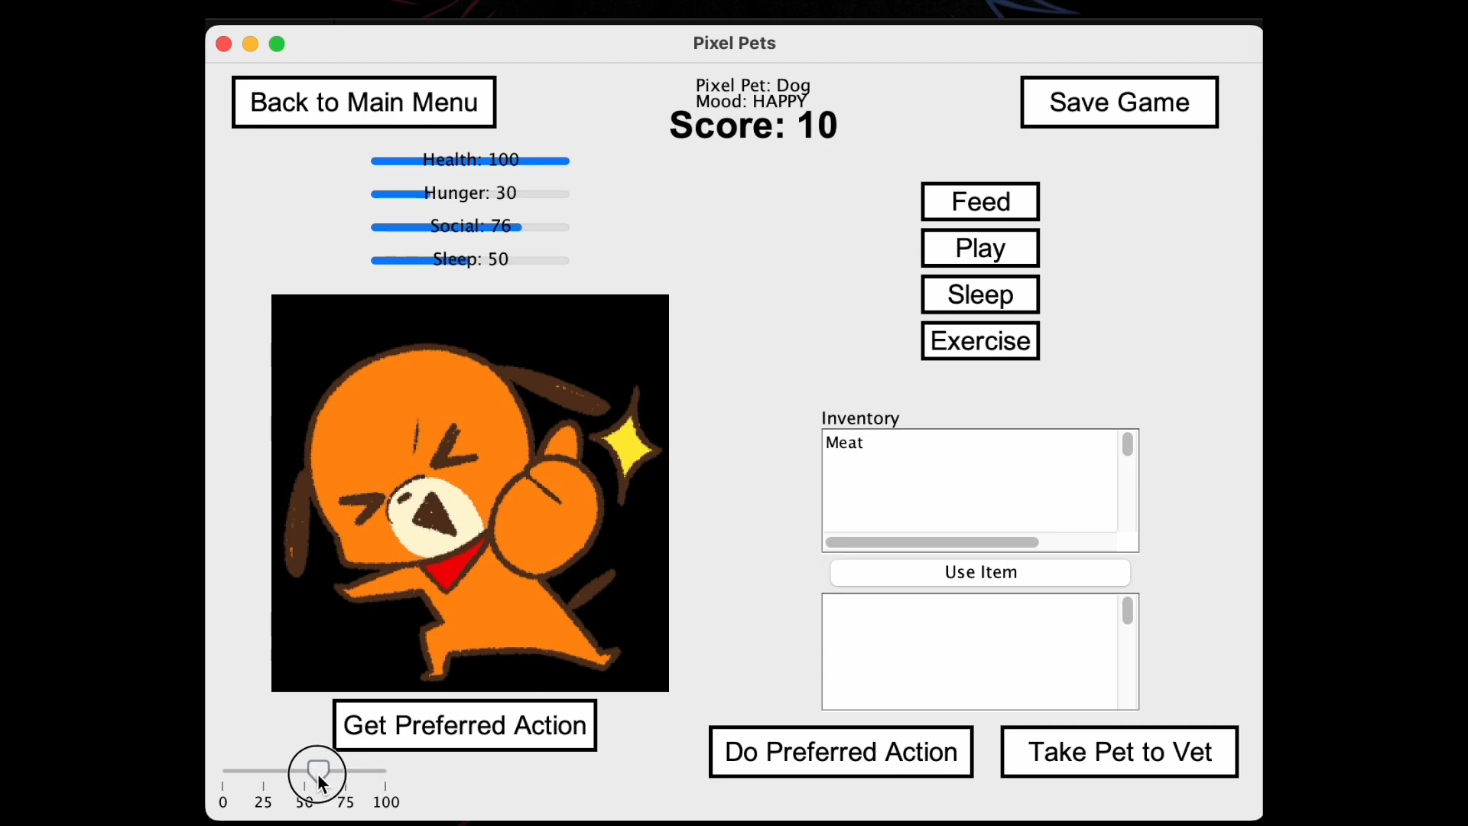 Pixel Pets
Back to Main Menu
Pixel Pet: Dog
Mood: HAPPY
Score: 10
Save Game
Health: 100
Hunger: 30
Social: 76
Sleep: 50
Feed
Play
Sleep
Exercise
Inventory
Meat
Use Item
Get Preferred Action
Do Preferred Action
Take Pet to Vet
0 25 50 75 100